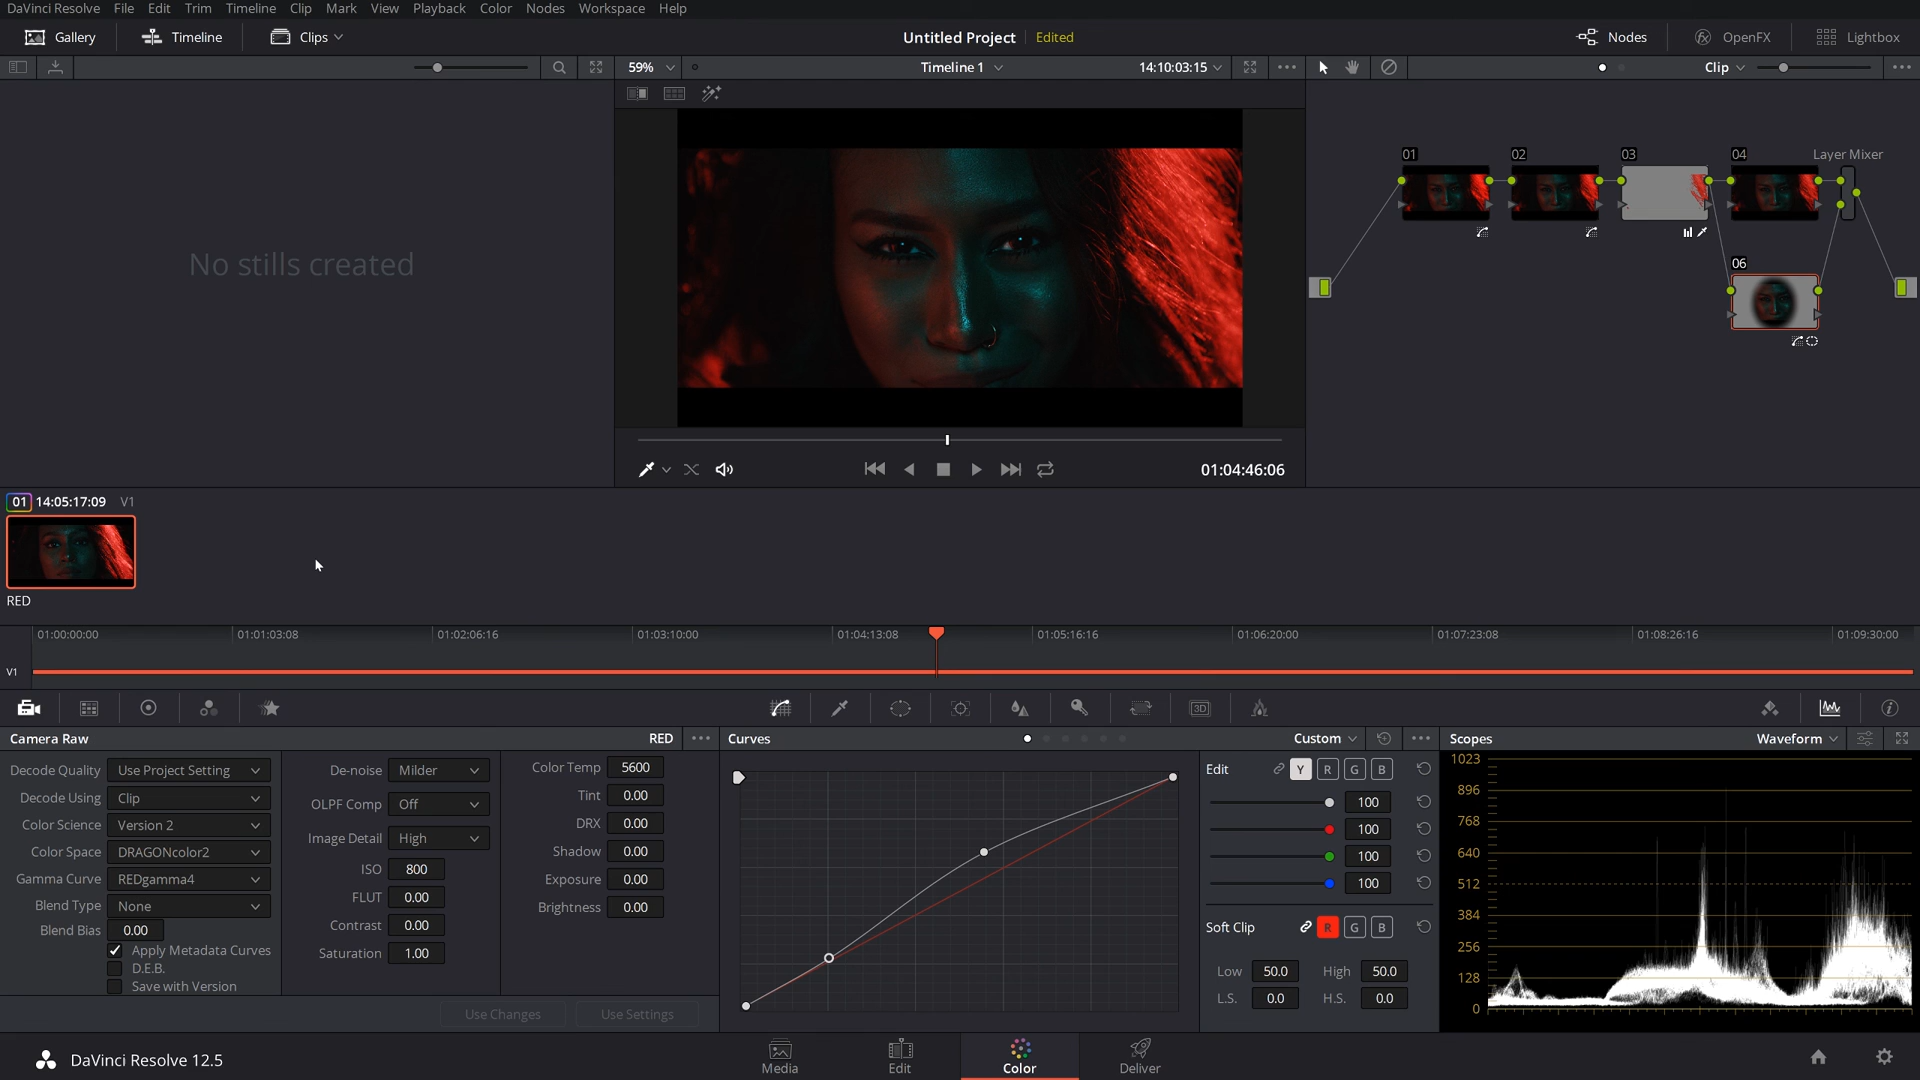 DaVinci Resolve File Edit Trim Timeline Clip Mark View Playback Color Nodes Workspace Help
Gallery Timeline Clips Untitled Project Edited Nodes OpenFX Lightbox
59% Timeline 1 14:10:03:15 Clip
No stills created
01 02 03 04 Layer Mixer
06
01:04:46:06
01 14:05:17:09 V1
RED
01:00:00:00 01:01:03:08 01:02:06:16 01:03:10:00 01:04:13:08 01:05:16:16 01:06:20:00 01:07:23:08 01:08:26:16 01:09:30:00
V1
3D
Camera Raw RED
Decode Quality Use Project Setting
Decode Using Clip
Color Science Version 2
Color Space DRAGONcolor2
Gamma Curve REDgamma4
Blend Type None
Blend Bias 0.00
Apply Metadata Curves
D.E.B.
Save with Version
De-noise Milder
OLPF Comp Off
Image Detail High
ISO 800
FLUT 0.00
Contrast 0.00
Saturation 1.00
Color Temp 5600
Tint 0.00
DRX 0.00
Shadow 0.00
Exposure 0.00
Brightness 0.00
Use Changes Use Settings
Curves Custom
Edit Y R G B
100
100
100
100
Soft Clip R G B
Low 50.0 High 50.0
L.S. 0.0 H.S. 0.0
Scopes Waveform
1023
896
768
640
512
384
256
128
0
DaVinci Resolve 12.5 Media Edit Color Deliver